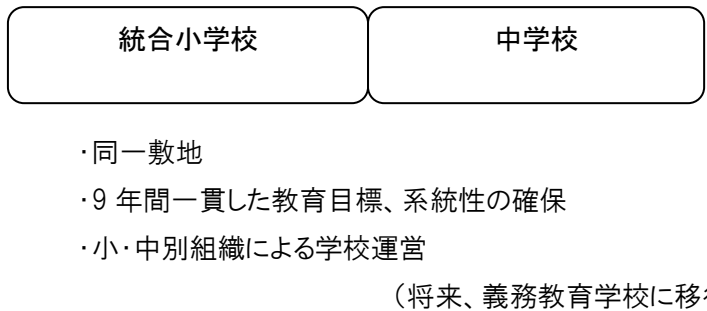 統合小学校 中学校
・同一敷地
・9 年間一貫した教育目標、系統性の確保
・小・中別組織による学校運営
（将来、義務教育学校に移